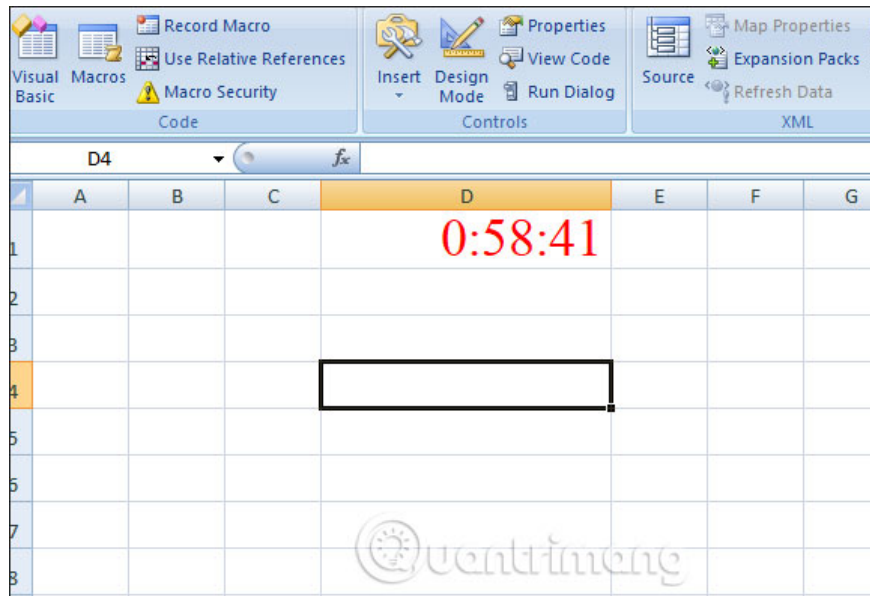 Record Macro
Use Relative References
Macro Security
Visual Basic
Macros
Code
Insert
Design Mode
Properties
View Code
Run Dialog
Controls
Source
Map Properties
Expansion Packs
Refresh Data
XML
D4
fx
A B C D E F G
1 0:58:41
2
3
4
5
6
7
8
Quantrimang